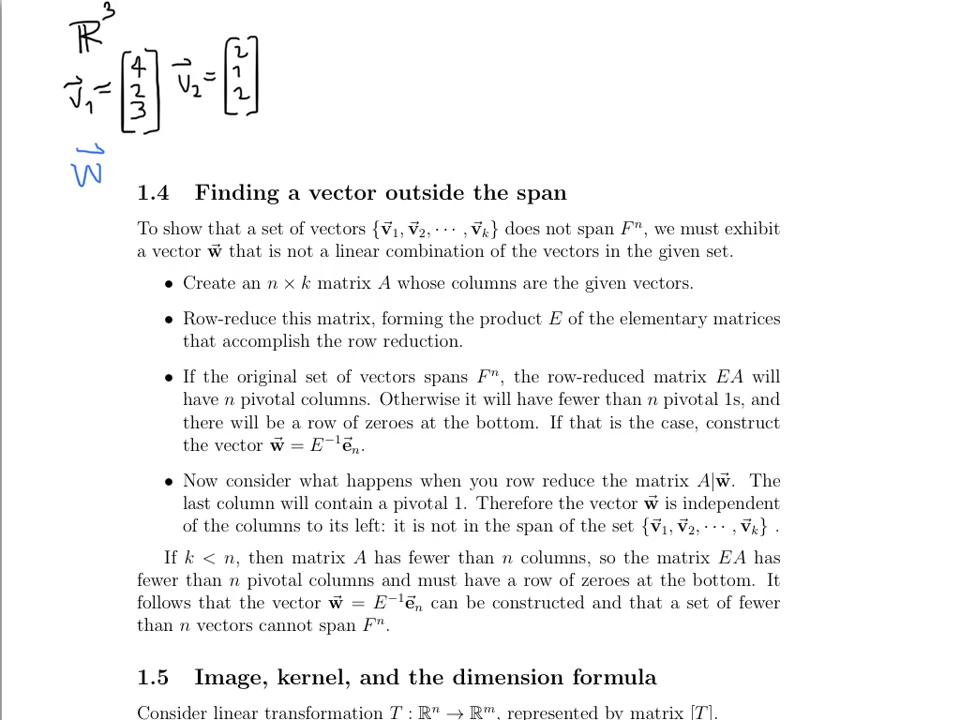 ℝ³
v⃗₁ = [4 2 3] v⃗₂ = [2 1 2]
w⃗
1.4 Finding a vector outside the span
To show that a set of vectors {v⃗₁, v⃗₂, ⋯ , v⃗ₖ} does not span Fⁿ, we must exhibit
a vector w⃗ that is not a linear combination of the vectors in the given set.
• Create an n × k matrix A whose columns are the given vectors.
• Row-reduce this matrix, forming the product E of the elementary matrices
that accomplish the row reduction.
• If the original set of vectors spans Fⁿ, the row-reduced matrix EA will
have n pivotal columns. Otherwise it will have fewer than n pivotal 1s, and
there will be a row of zeroes at the bottom. If that is the case, construct
the vector w⃗ = E⁻¹e⃗ₙ.
• Now consider what happens when you row reduce the matrix A|w⃗. The
last column will contain a pivotal 1. Therefore the vector w⃗ is independent
of the columns to its left: it is not in the span of the set {v⃗₁, v⃗₂, ⋯ , v⃗ₖ} .
If k < n, then matrix A has fewer than n columns, so the matrix EA has
fewer than n pivotal columns and must have a row of zeroes at the bottom. It
follows that the vector w⃗ = E⁻¹e⃗ₙ can be constructed and that a set of fewer
than n vectors cannot span Fⁿ.
1.5 Image, kernel, and the dimension formula
Consider linear transformation T : ℝⁿ → ℝᵐ, represented by matrix [T].